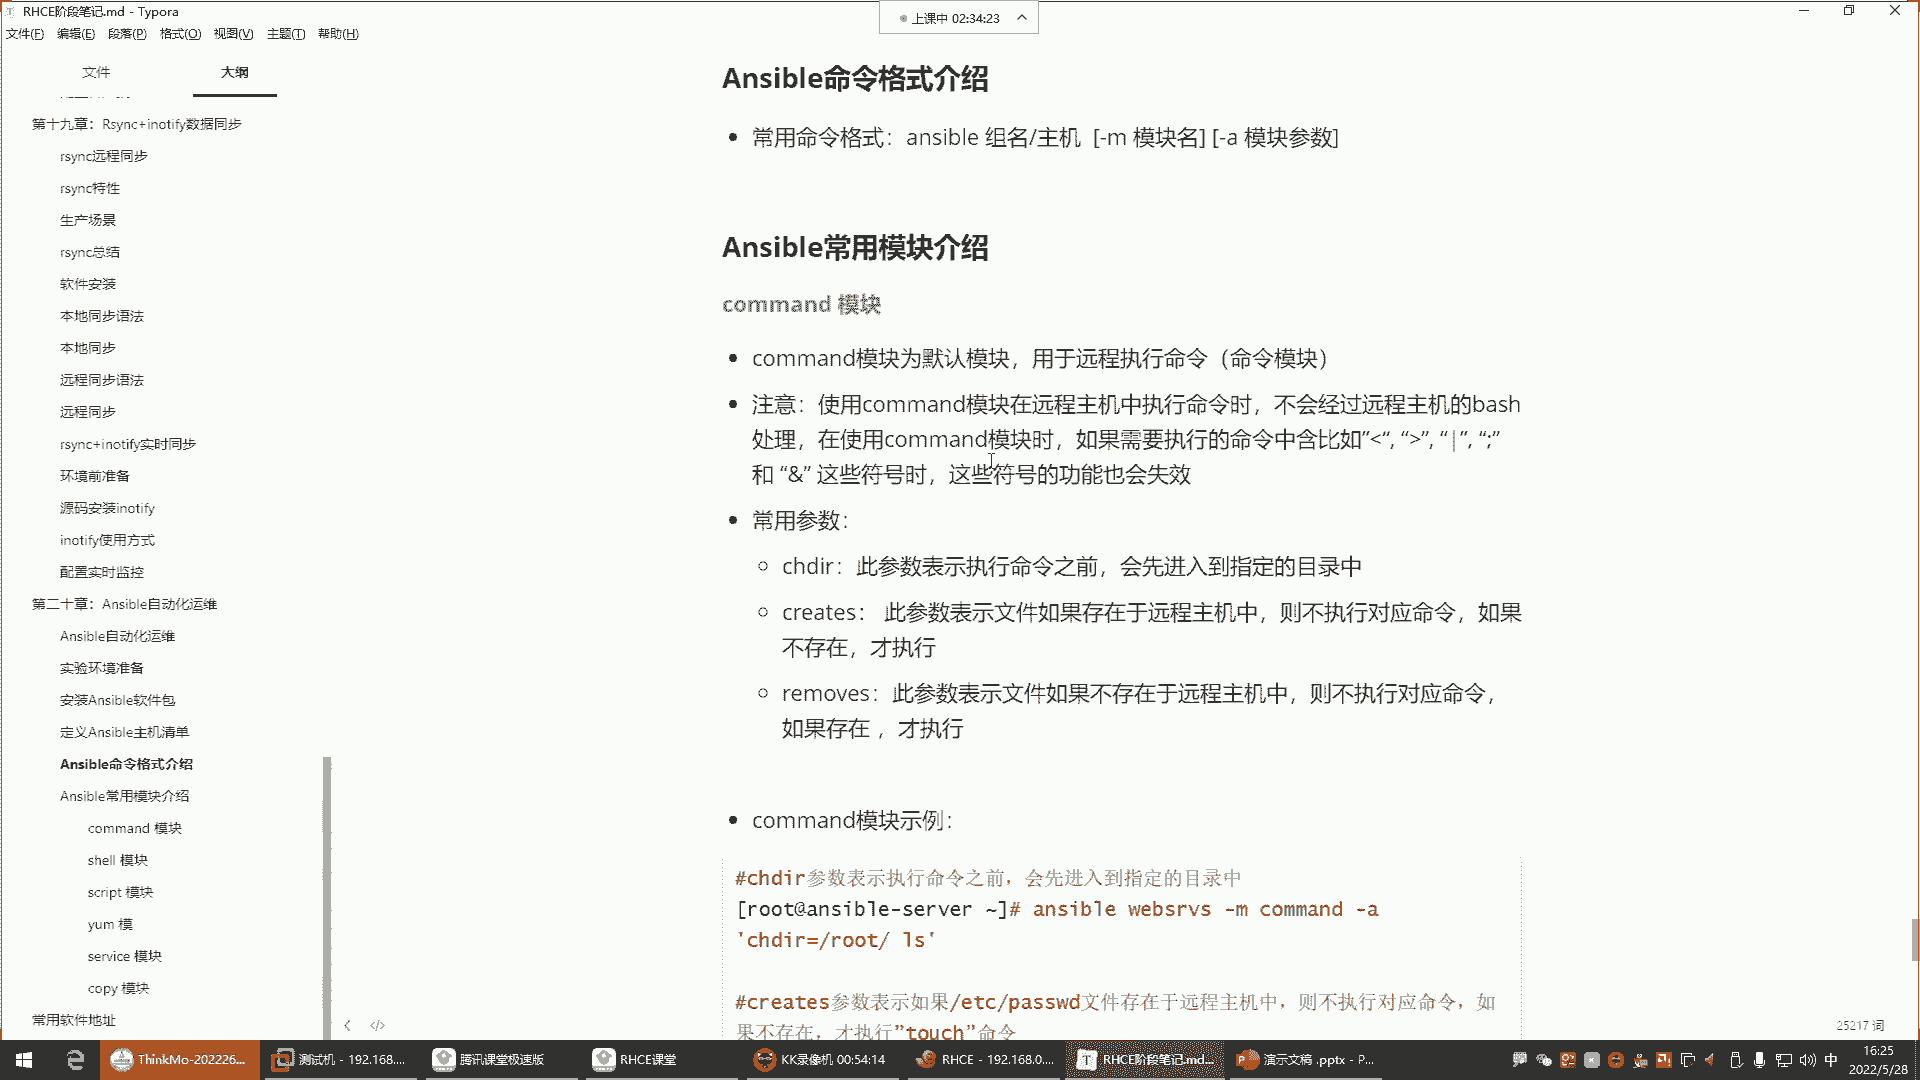 RHCE阶段笔记.md - Typora
上课中 02:34:23
文件(F) 编辑(E) 段落(P) 格式(O) 视图(V) 主题(T) 帮助(H)
文件 大纲
第十九章：Rsync+inotify数据同步
rsync远程同步
rsync特性
生产场景
rsync总结
软件安装
本地同步语法
本地同步
远程同步语法
远程同步
rsync+inotify实时同步
环境前准备
源码安装inotify
inotify使用方式
配置实时监控
第二十章：Ansible自动化运维
Ansible自动化运维
实验环境准备
安装Ansible软件包
定义Ansible主机清单
Ansible命令格式介绍
Ansible常用模块介绍
command 模块
shell 模块
script 模块
yum 模
service 模块
copy 模块
常用软件地址
Ansible命令格式介绍
常用命令格式：ansible 组名/主机 [-m 模块名] [-a 模块参数]
Ansible常用模块介绍
command 模块
command模块为默认模块，用于远程执行命令（命令模块）
注意：使用command模块在远程主机中执行命令时，不会经过远程主机的bash
处理，在使用command模块时，如果需要执行的命令中含比如”<“, “>”, “|”, “;”
和 “&” 这些符号时，这些符号的功能也会失效
常用参数：
chdir：此参数表示执行命令之前，会先进入到指定的目录中
creates： 此参数表示文件如果存在于远程主机中，则不执行对应命令，如果
不存在，才执行
removes：此参数表示文件如果不存在于远程主机中，则不执行对应命令，
如果存在 ，才执行
command模块示例：
#chdir参数表示执行命令之前，会先进入到指定的目录中
[root@ansible-server ~]# ansible websrvs -m command -a
'chdir=/root/ ls'
#creates参数表示如果/etc/passwd文件存在于远程主机中，则不执行对应命令，如
果不存在，才执行”touch”命令
25217 词
ThinkMo-202226... 测试机 - 192.168.... 腾讯课堂极速版 RHCE课堂 KK录像机 00:54:14 RHCE - 192.168.0.... RHCE阶段笔记.md... 演示文稿 .pptx - P...
中
16:25
2022/5/28